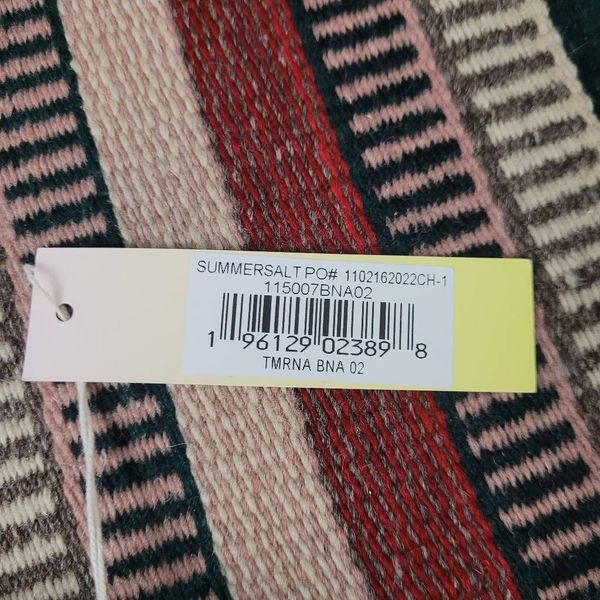 SUMMERSALT PO# 1102162022CH-1
115007BNA02
1 96129 02389 8
TMRNA BNA 02